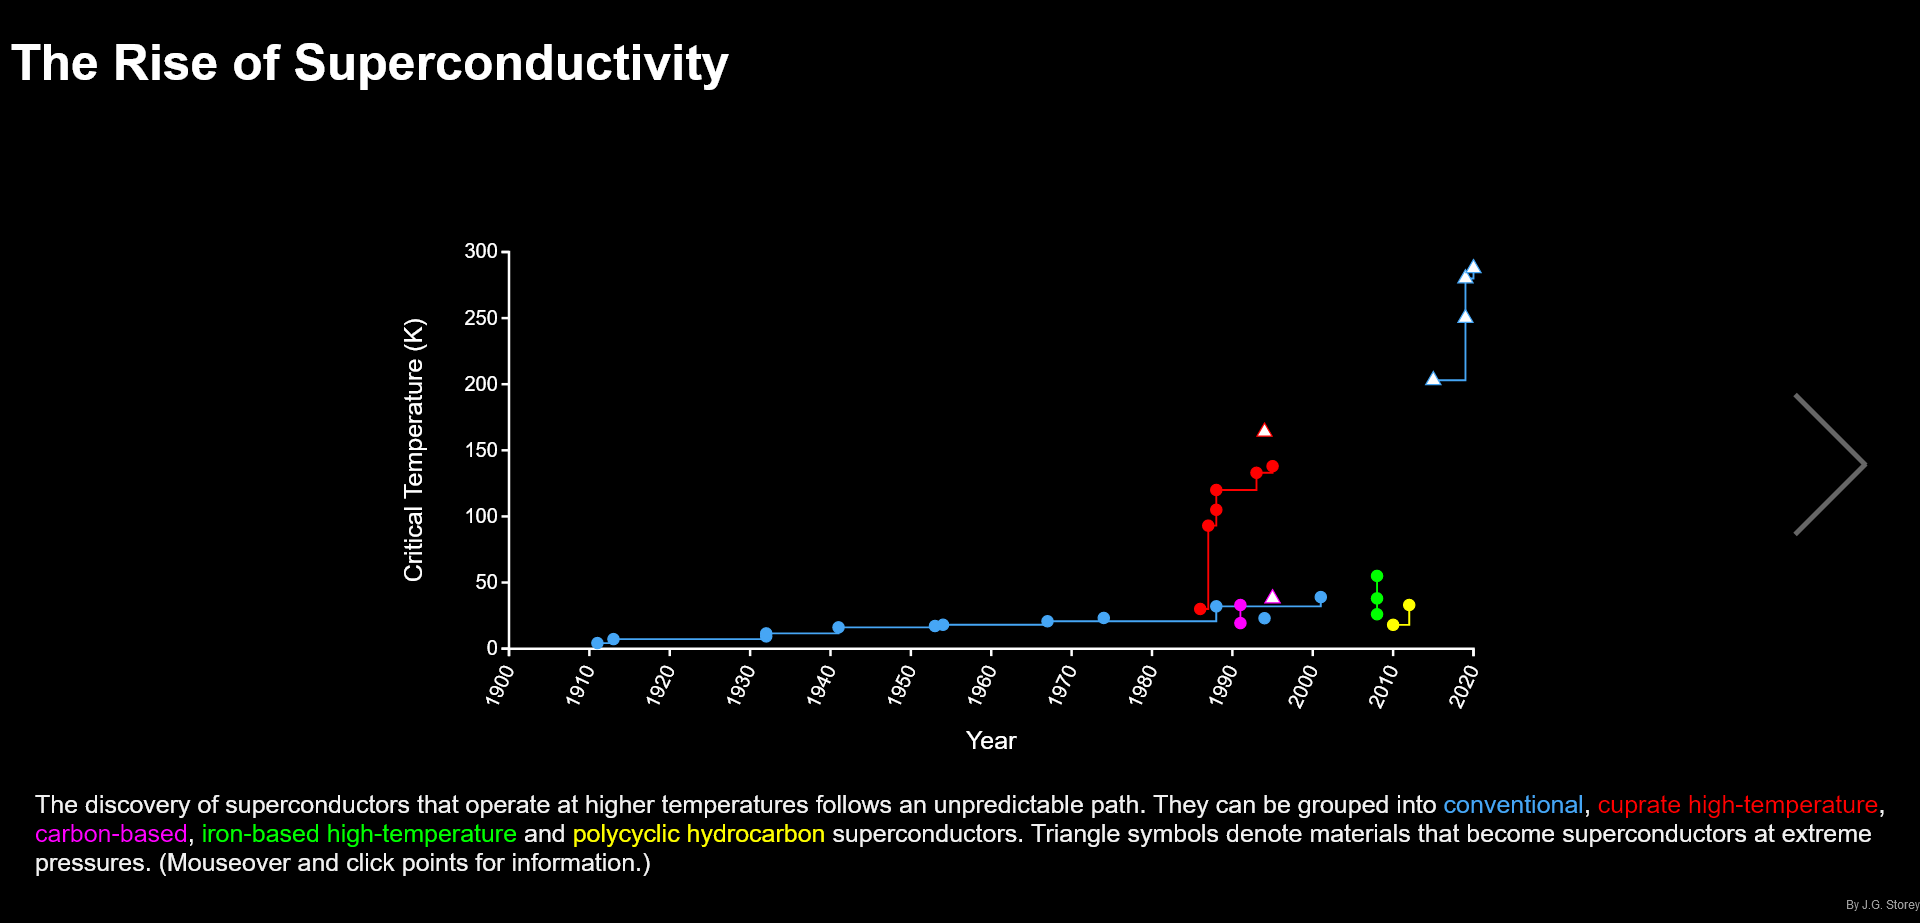 The Rise of Superconductivity
300
250
200
150
100
50
0
Critical Temperature (K)
1900
1910
1920
1930
1940
1950
1960
1970
1980
1990
2000
2010
2020
Year
The discovery of superconductors that operate at higher temperatures follows an unpredictable path. They can be grouped into conventional, cuprate high-temperature,
carbon-based, iron-based high-temperature and polycyclic hydrocarbon superconductors. Triangle symbols denote materials that become superconductors at extreme
pressures. (Mouseover and click points for information.)
By J.G. Storey